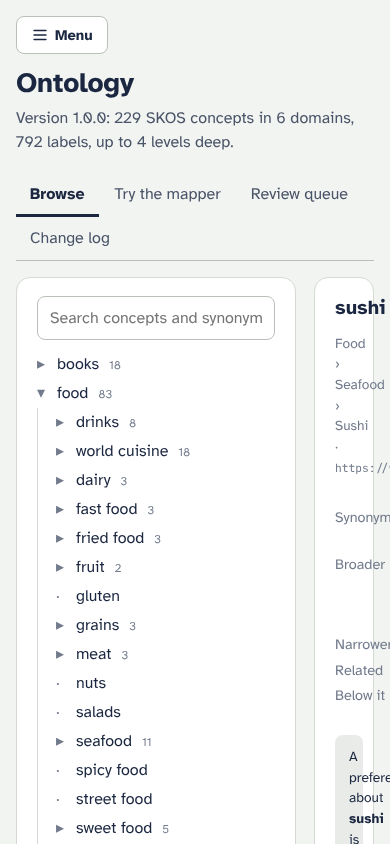 Menu
Ontology
Version 1.0.0: 229 SKOS concepts in 6 domains,
792 labels, up to 4 levels deep.
Browse
Try the mapper
Review queue
Change log
Search concepts and synonym
books 18
food 83
drinks 8
world cuisine 18
dairy 3
fast food 3
fried food 3
fruit 2
gluten
grains 3
meat 3
nuts
salads
seafood 11
spicy food
street food
sweet food 5
sushi
Food
›
Seafood
›
Sushi
·
https://
Synonym
Broader
Narrower
Related
Below it
A
prefere
about
sushi
is